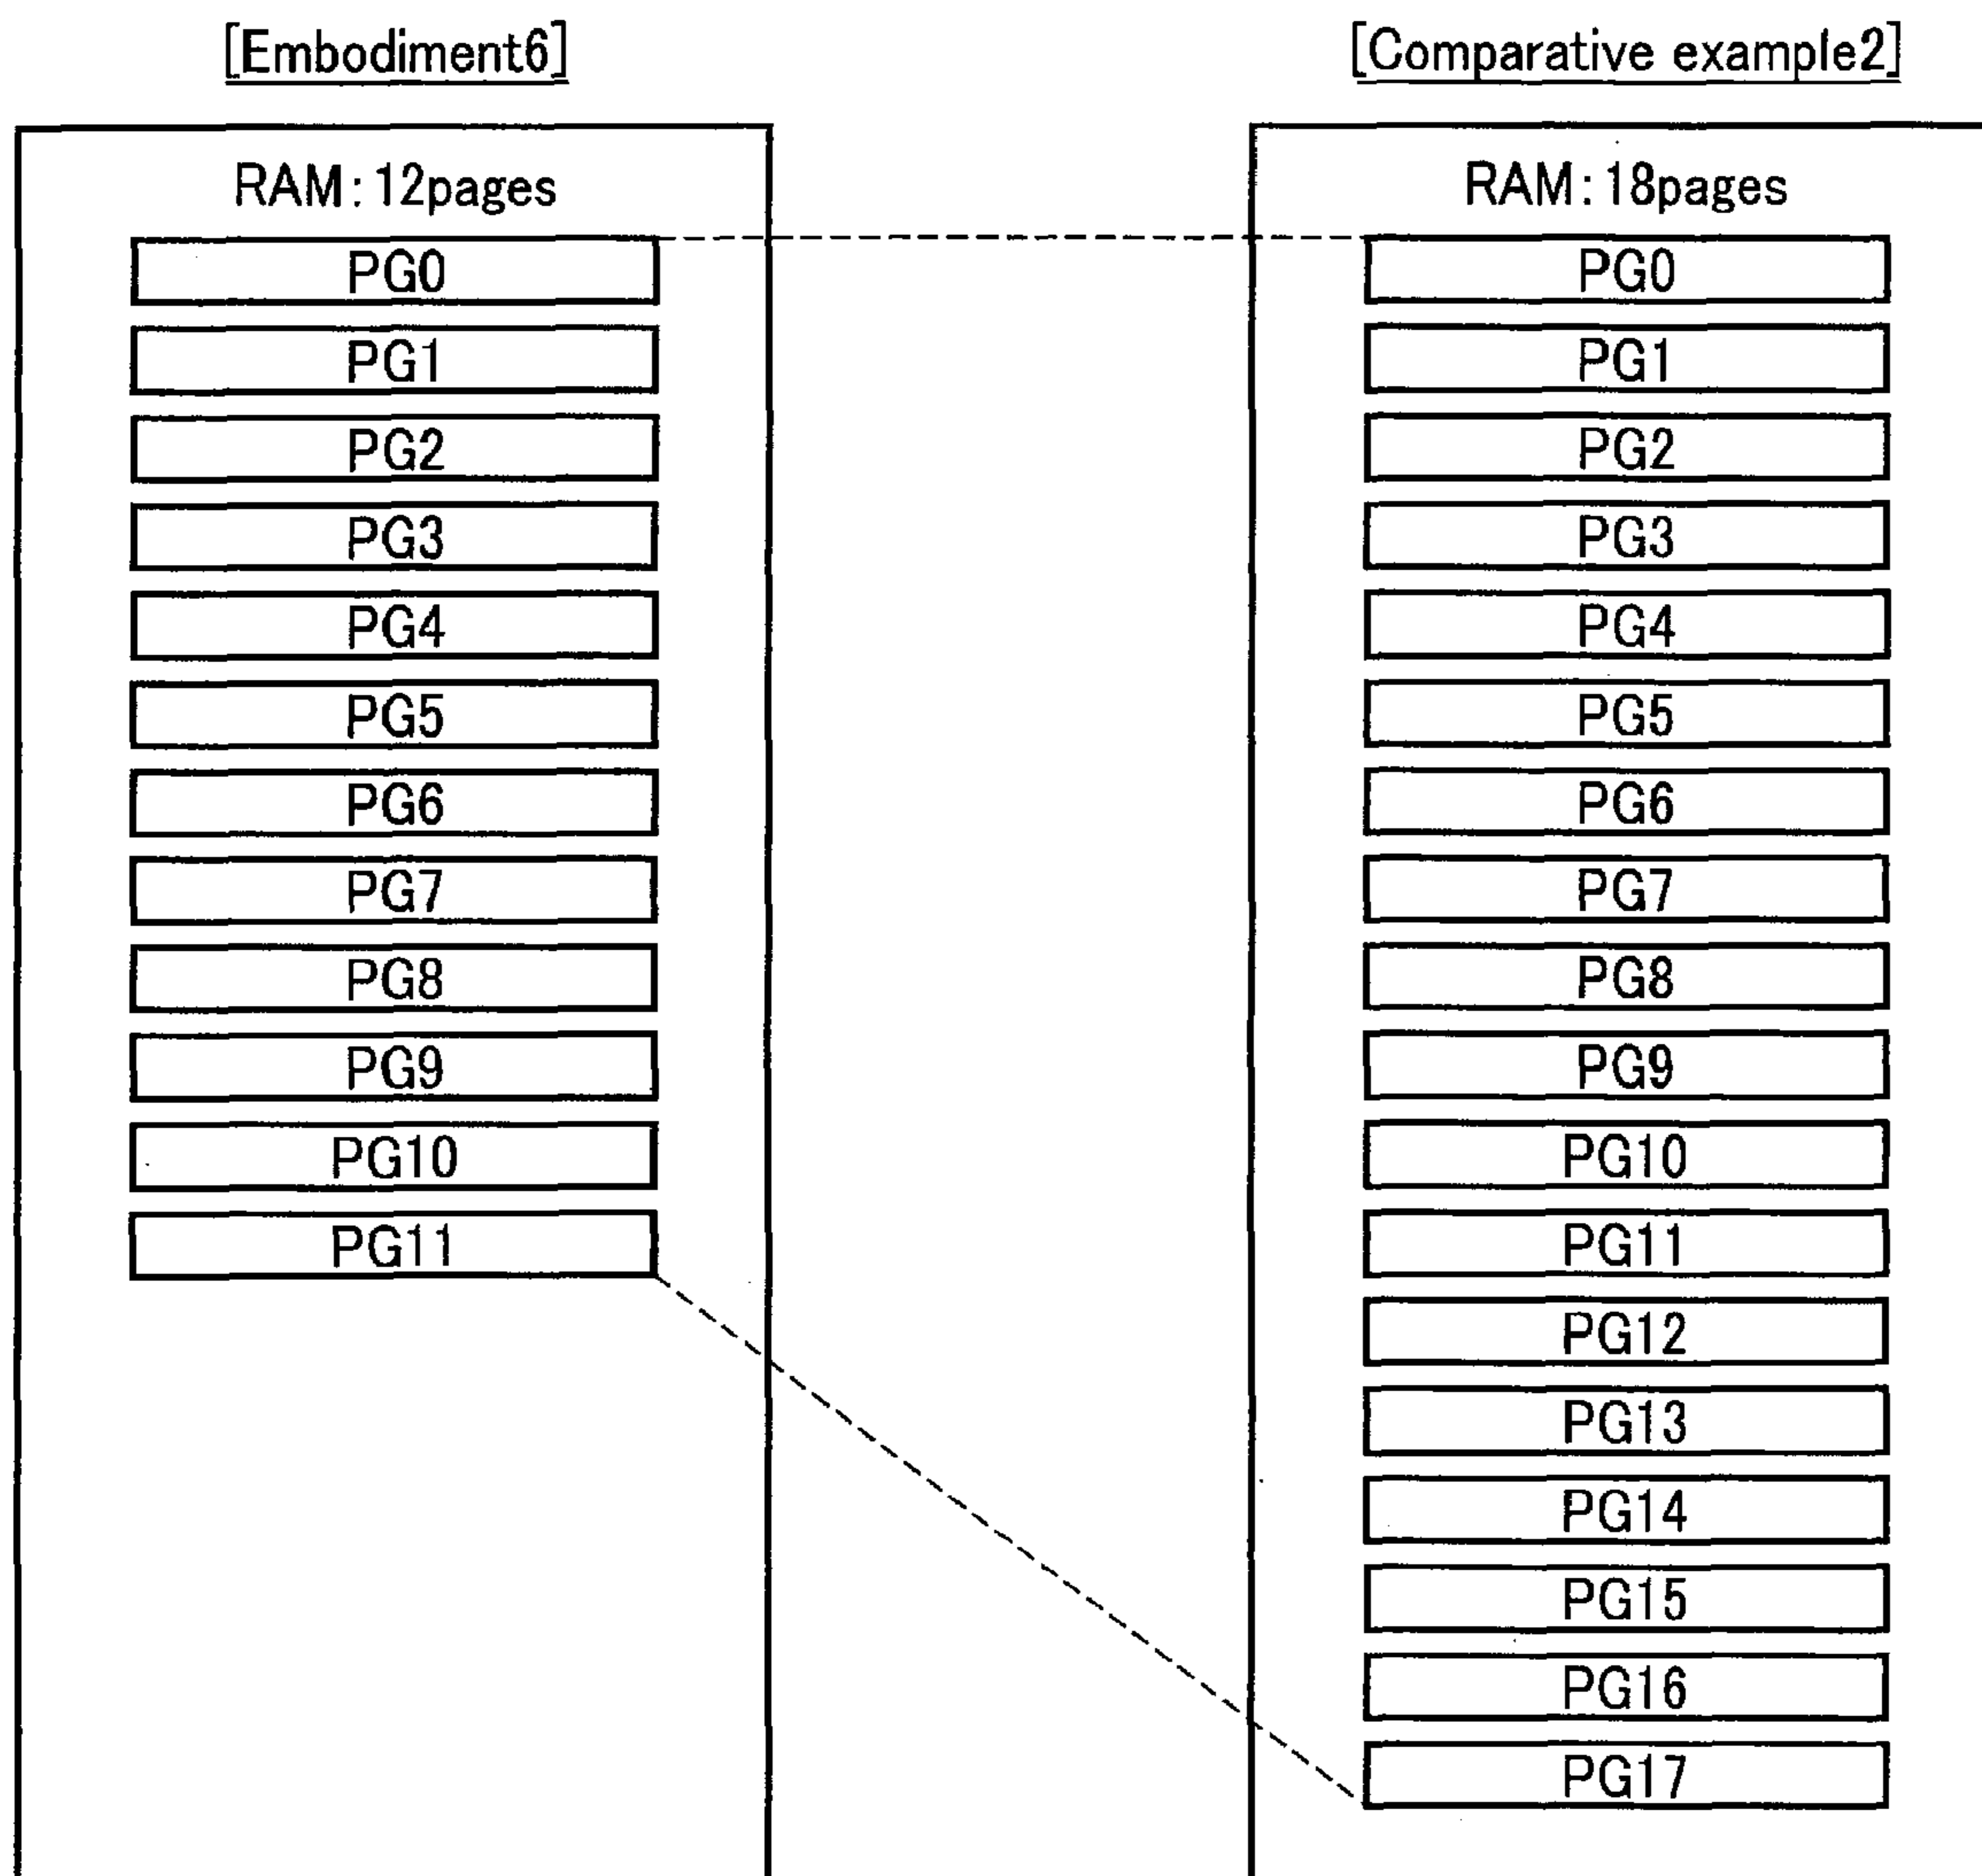 [Embodiment6]
RAM:12pages
PG0
PG1
PG2
PG3
PG4
PG5
PG6
PG7
PG8
PG9
PG10
PG11
[Comparative example2]
RAM:18pages
PG0
PG1
PG2
PG3
PG4
PG5
PG6
PG7
PG8
PG9
PG10
PG11
PG12
PG13
PG14
PG15
PG16
PG17